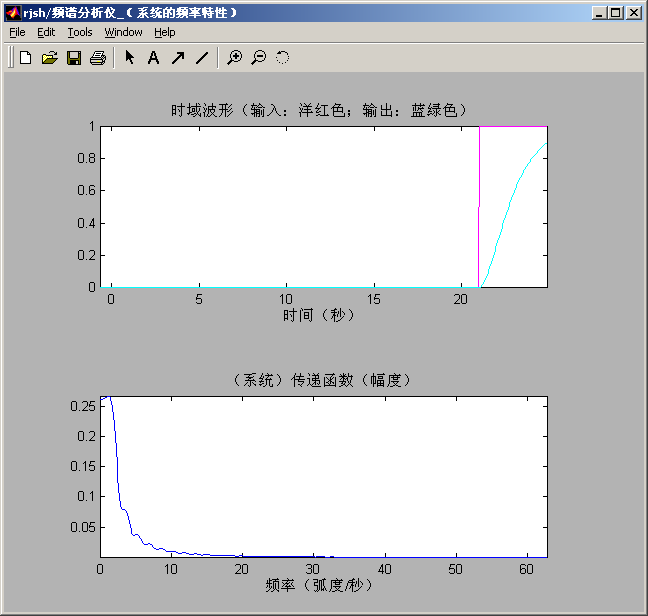 rjsh/频谱分析仪_（系统的频率特性）
File Edit Tools Window Help
时域波形（输入：洋红色；输出：蓝绿色）
1
0.8
0.6
0.4
0.2
0
0 5 10 15 20
时间（秒）
（系统）传递函数（幅度）
0.25
0.2
0.15
0.1
0.05
0 10 20 30 40 50 60
频率（弧度/秒）